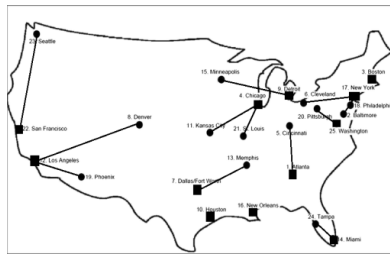 23. Seattle
15. Minneapolis
3. Boston
9. Detroit
17. New York
4. Chicago
6. Cleveland
18. Philadelphia
8. Denver
20. Pittsburgh
22. Baltimore
11. Kansas City
21. St. Louis
5. Cincinnati
25. Washington
22. San Francisco
12. Los Angeles
13. Memphis
19. Phoenix
1. Atlanta
7. Dallas/Fort Worth
16. New Orleans
10. Houston
24. Tampa
14. Miami